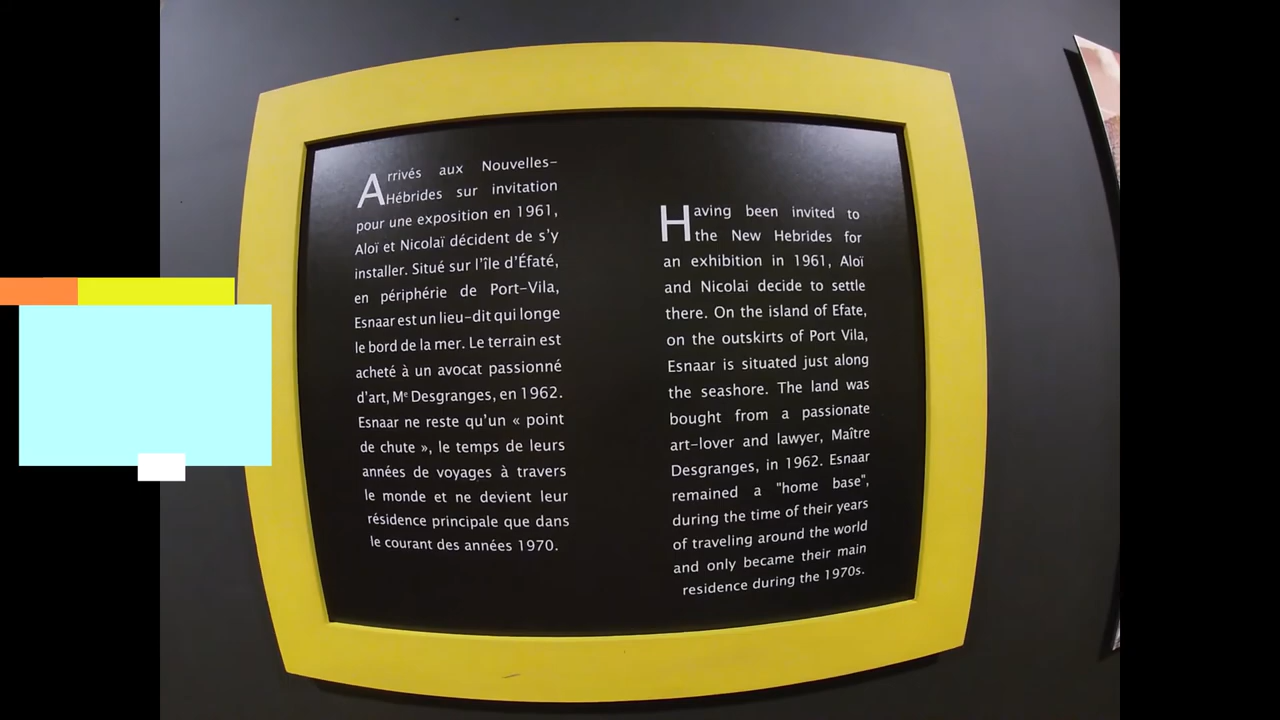 Arrivés aux Nouvelles-
Hébrides sur invitation
pour une exposition en 1961,
Aloï et Nicolaï décident de s'y
installer. Situé sur l'île d'Éfaté,
en périphérie de Port-Vila,
Esnaar est un lieu-dit qui longe
le bord de la mer. Le terrain est
acheté à un avocat passionné
d'art, Mᵉ Desgranges, en 1962.
Esnaar ne reste qu'un « point
de chute », le temps de leurs
années de voyages à travers
le monde et ne devient leur
résidence principale que dans
le courant des années 1970.
Having been invited to
the New Hebrides for
an exhibition in 1961, Aloï
and Nicolai decide to settle
there. On the island of Efate,
on the outskirts of Port Vila,
Esnaar is situated just along
the seashore. The land was
bought from a passionate
art-lover and lawyer, Maître
Desgranges, in 1962. Esnaar
remained a "home base",
during the time of their years
of traveling around the world
and only became their main
residence during the 1970s.